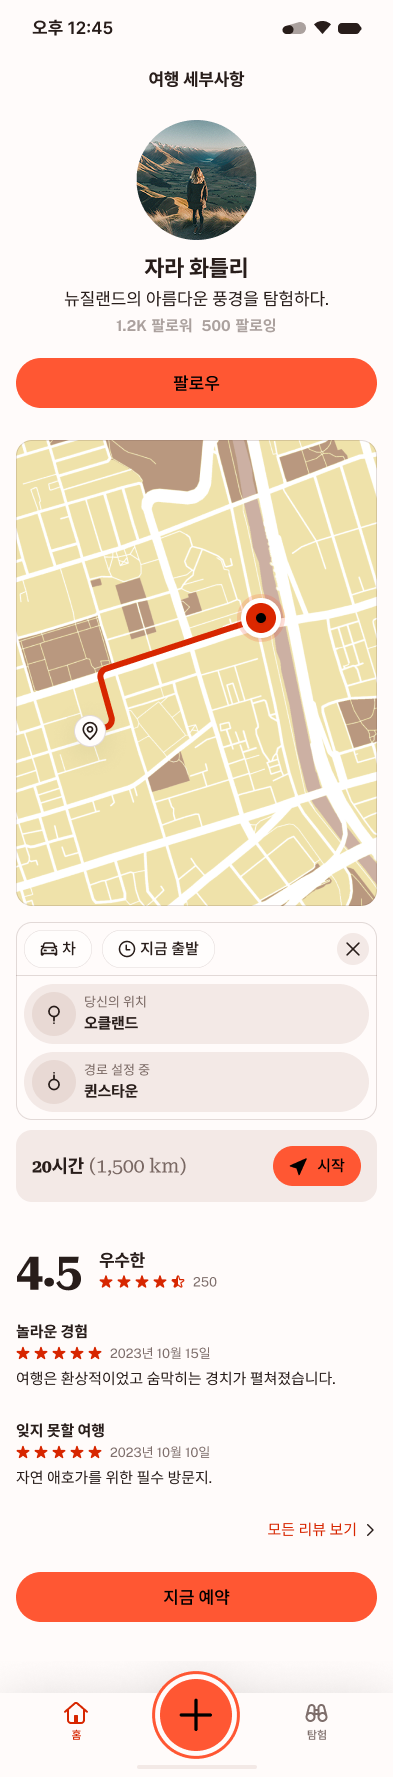 오후 12:45
여행 세부사항
자라 화틀리
뉴질랜드의 아름다운 풍경을 탐험하다.
1.2K 팔로워 500 팔로잉
팔로우
차
지금 출발
당신의 위치
오클랜드
경로 설정 중
퀸스타운
20시간 (1,500 km)
시작
4.5
우수한
250
놀라운 경험
2023년 10월 15일
여행은 환상적이었고 숨막히는 경치가 펼쳐졌습니다.
잊지 못할 여행
2023년 10월 10일
자연 애호가를 위한 필수 방문지.
모든 리뷰 보기
지금 예약
홈
탐험